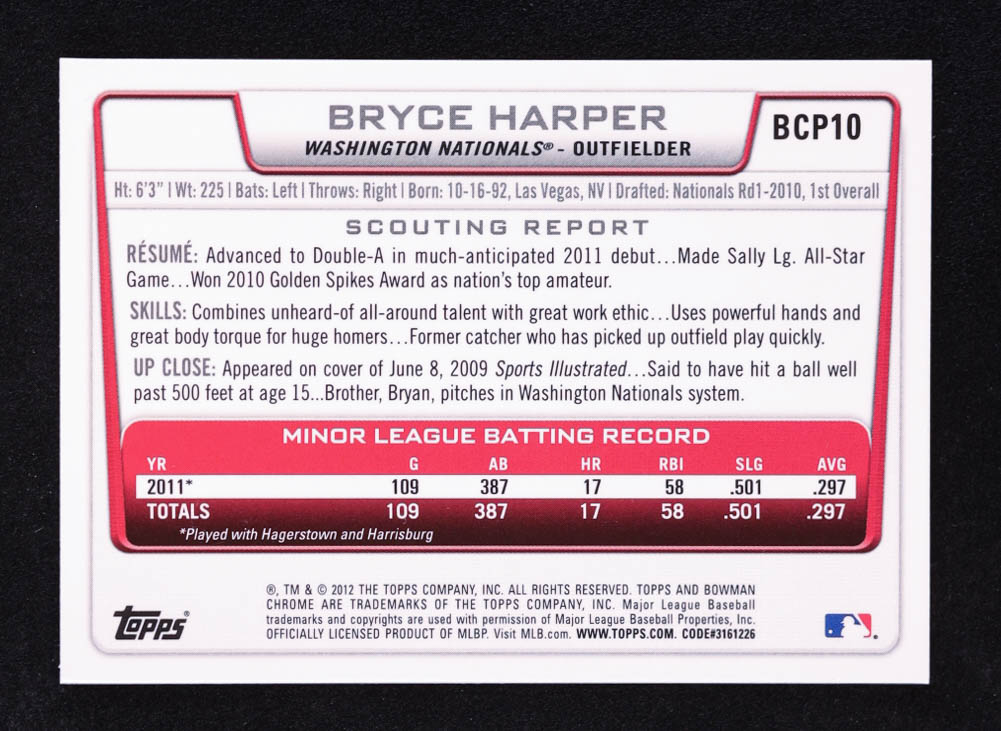 BRYCE HARPER
WASHINGTON NATIONALS® - OUTFIELDER
BCP10
Ht: 6'3" | Wt: 225 | Bats: Left | Throws: Right | Born: 10-16-92, Las Vegas, NV | Drafted: Nationals Rd1-2010, 1st Overall
SCOUTING REPORT
RÉSUMÉ: Advanced to Double-A in much-anticipated 2011 debut...Made Sally Lg. All-Star
Game...Won 2010 Golden Spikes Award as nation's top amateur.
SKILLS: Combines unheard-of all-around talent with great work ethic...Uses powerful hands and
great body torque for huge homers...Former catcher who has picked up outfield play quickly.
UP CLOSE: Appeared on cover of June 8, 2009 Sports Illustrated...Said to have hit a ball well
past 500 feet at age 15...Brother, Bryan, pitches in Washington Nationals system.
MINOR LEAGUE BATTING RECORD
YR G AB HR RBI SLG AVG
2011* 109 387 17 58 .501 .297
TOTALS 109 387 17 58 .501 .297
*Played with Hagerstown and Harrisburg
®, TM & © 2012 THE TOPPS COMPANY, INC. ALL RIGHTS RESERVED. TOPPS AND BOWMAN
CHROME ARE TRADEMARKS OF THE TOPPS COMPANY, INC. Major League Baseball
trademarks and copyrights are used with permission of Major League Baseball Properties, Inc.
OFFICIALLY LICENSED PRODUCT OF MLBP. Visit MLB.com. WWW.TOPPS.COM. CODE#3161226
Topps®